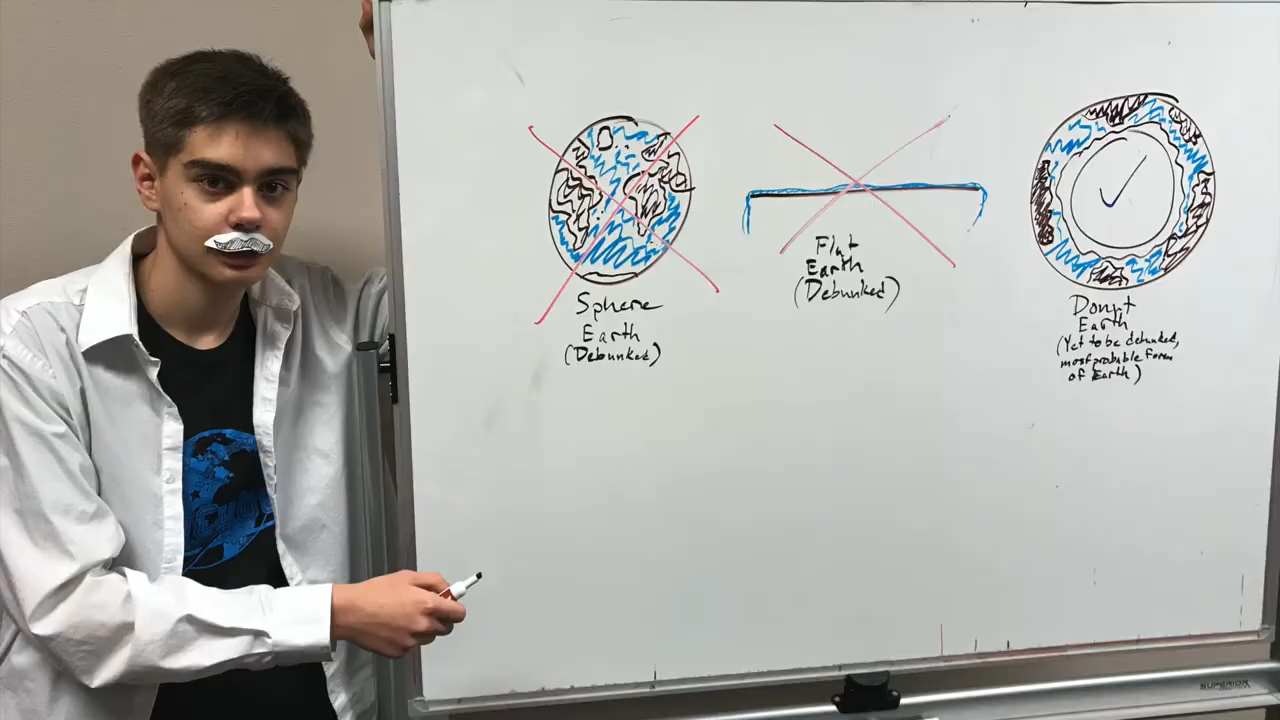 Sphere
Earth
(Debunked)
Flat
Earth
(Debunked)
Donut
Earth
(Yet to be debunked,
most probable form
of Earth)
SUPERIOR